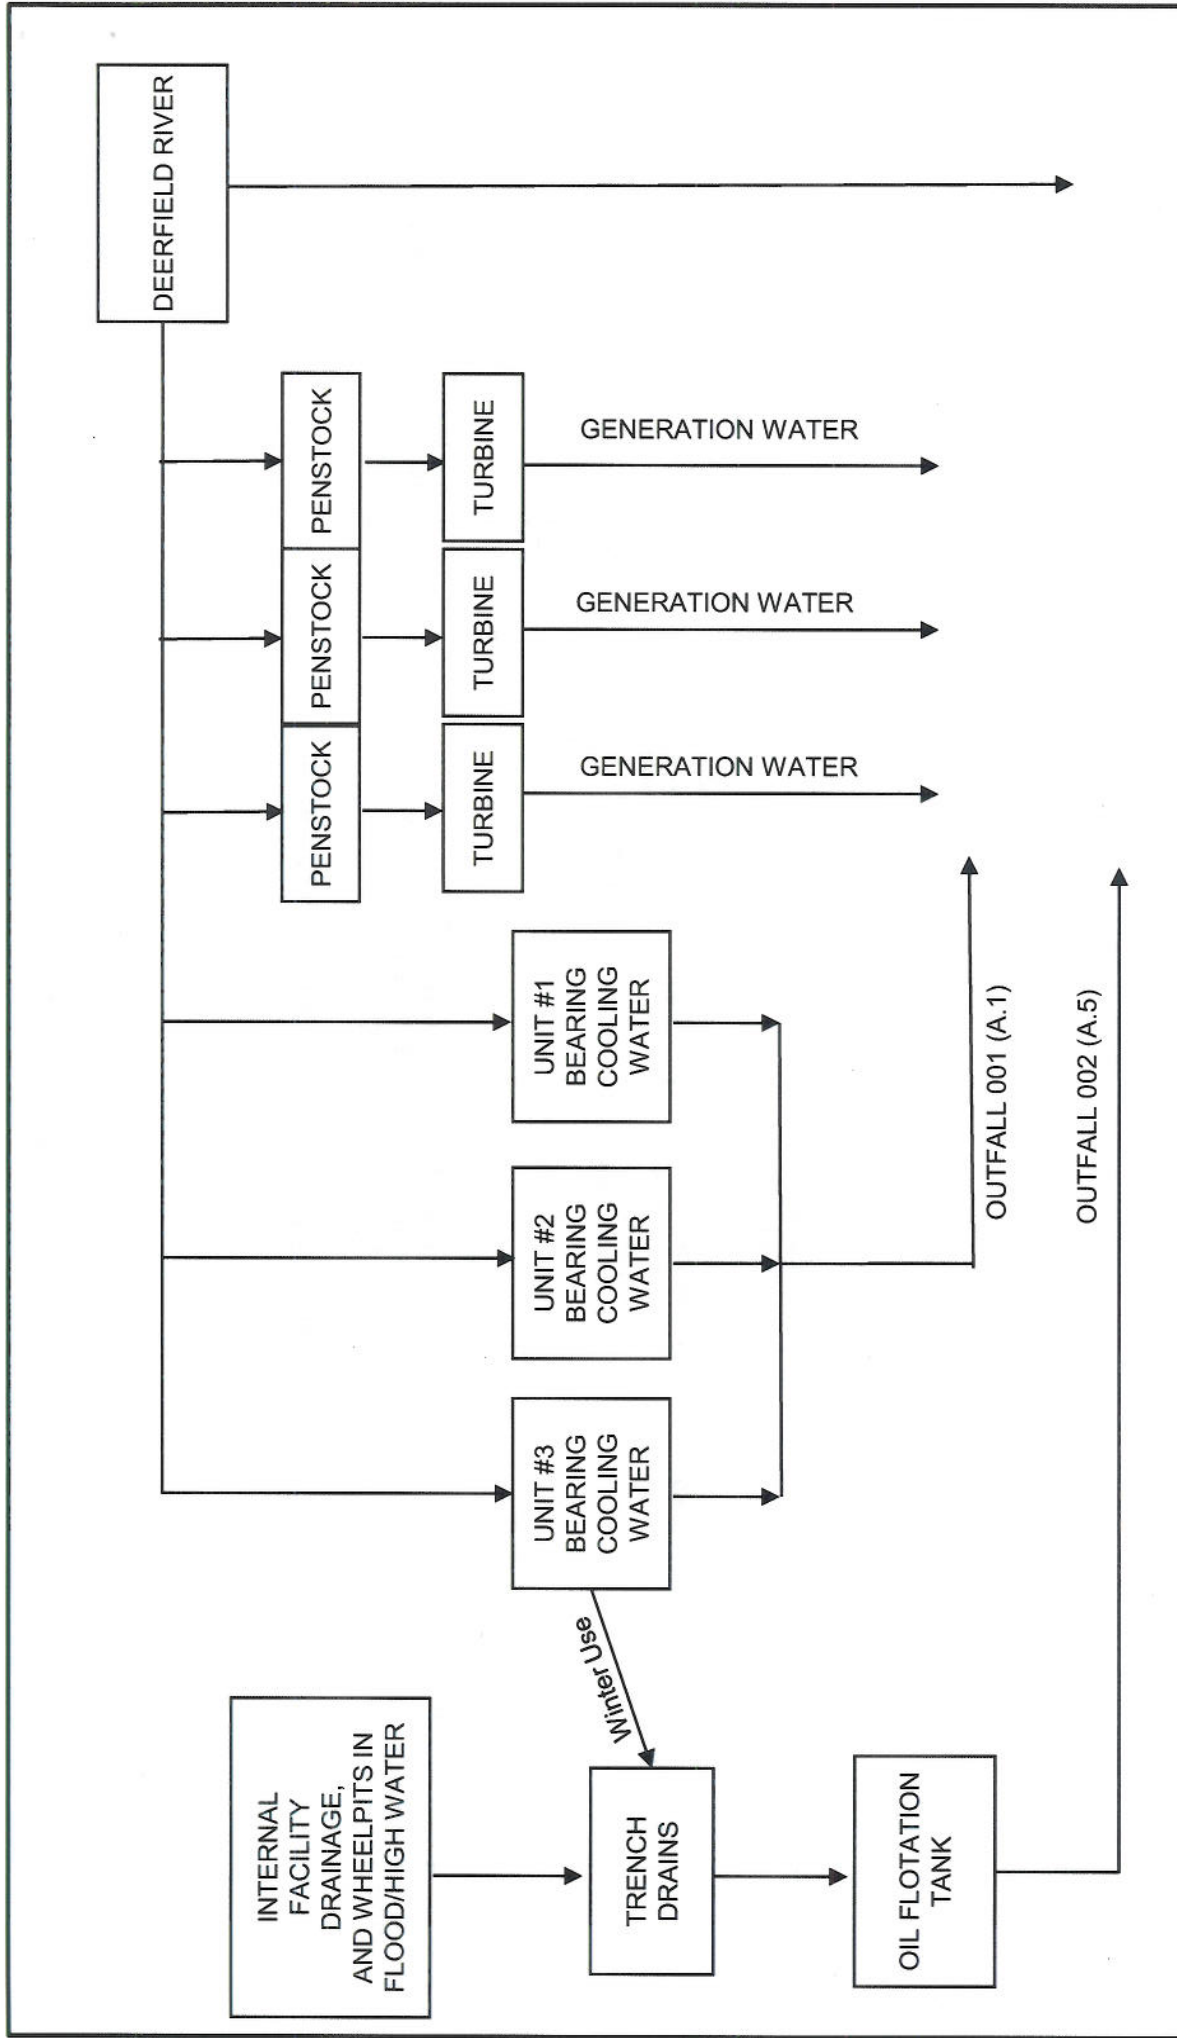 DEERFIELD RIVER
PENSTOCK
PENSTOCK
PENSTOCK
TURBINE
TURBINE
TURBINE
GENERATION WATER
GENERATION WATER
GENERATION WATER
UNIT #1
BEARING
COOLING
WATER
UNIT #2
BEARING
COOLING
WATER
UNIT #3
BEARING
COOLING
WATER
Winter Use
INTERNAL
FACILITY
DRAINAGE,
AND WHEELPITS IN
FLOOD/HIGH WATER
TRENCH
DRAINS
OIL FLOTATION
TANK
OUTFALL 001 (A.1)
OUTFALL 002 (A.5)